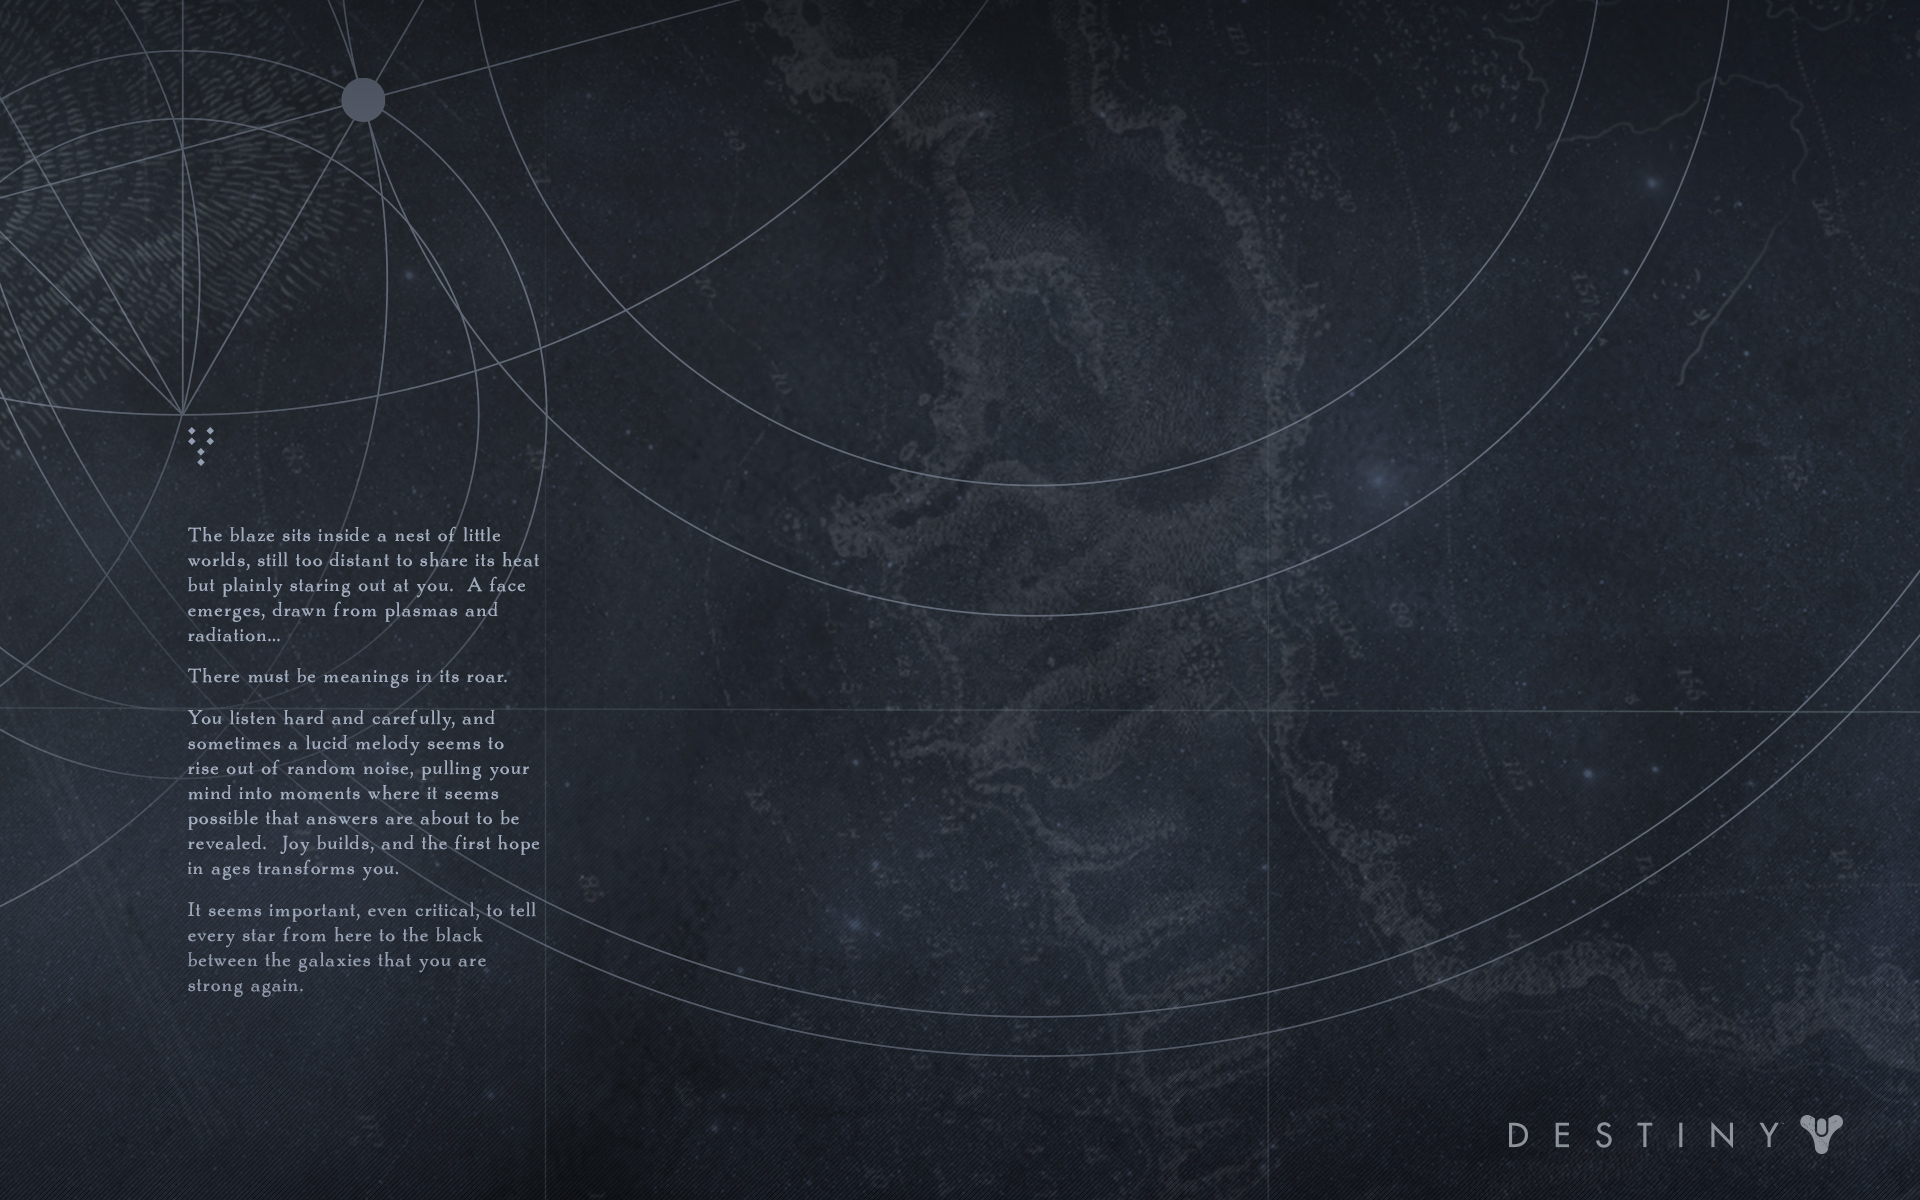 The blaze sits inside a nest of little
worlds, still too distant to share its heat
but plainly staring out at you.  A face
emerges, drawn from plasmas and
radiation...
There must be meanings in its roar.
You listen hard and carefully, and
sometimes a lucid melody seems to
rise out of random noise, pulling your
mind into moments where it seems
possible that answers are about to be
revealed.  Joy builds, and the first hope
in ages transforms you.
It seems important, even critical, to tell
every star from here to the black
between the galaxies that you are
strong again.
DESTINY